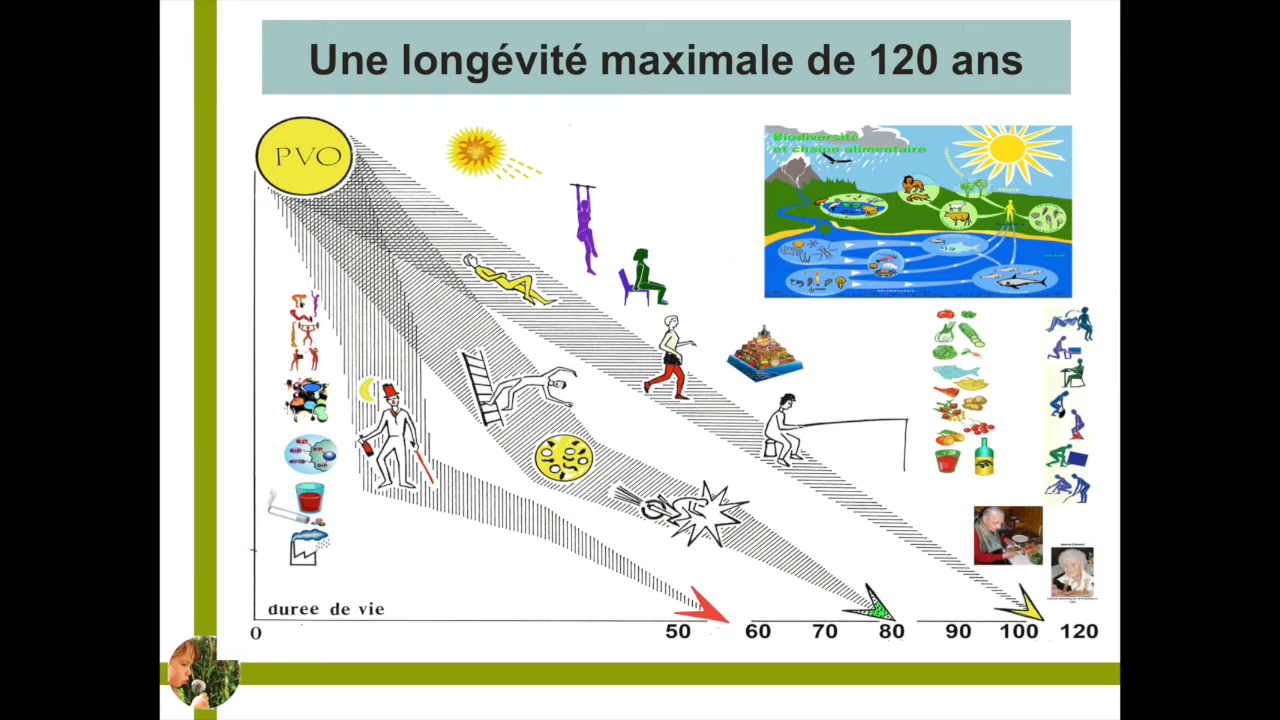 Une longévité maximale de 120 ans
PVO
Biodiversité
et chaîne alimentaire
duree de vie
0
50
60
70
80
90
100
120